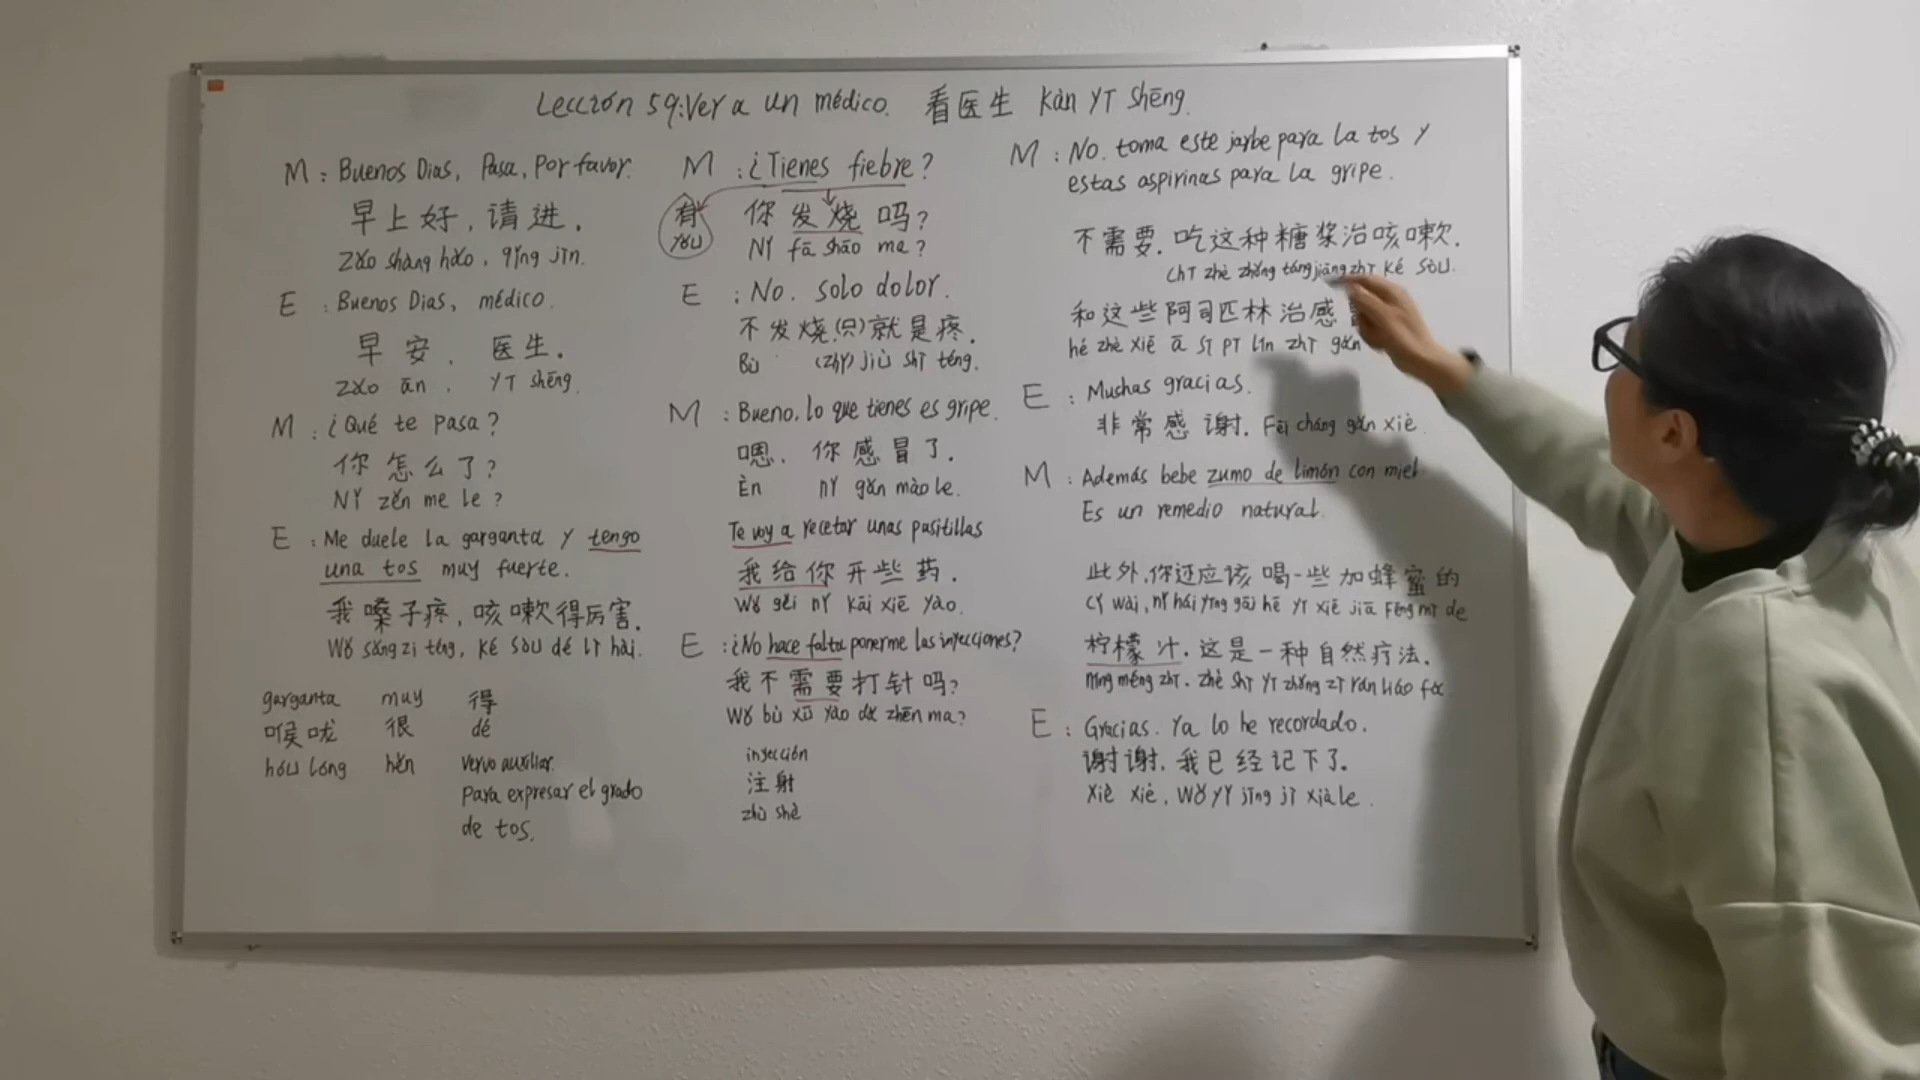 Lección 59:Ver a un médico. 看医生 Kàn Yī shēng.
M : Buenos Dias, Pasa, Por favor.
早上好,请进.
Zǎo shàng hǎo, qǐng jìn.
E : Buenos Dias, médico.
早安, 医生.
Zǎo ān, Yī shēng.
M : ¿Qué te pasa?
你怎么了?
Nǐ zěn me le?
E : Me duele la garganta y tengo
una tos muy fuerte.
我嗓子疼,咳嗽得厉害.
Wǒ sǎng zi téng, ké sòu dé lì hài.
garganta muy 得
喉咙 很 dé
hóu lóng hěn Vervo auxiliar.
Para expresar el grado
de tos.
M : ¿Tienes fiebre?
有 你发烧吗?
yǒu Nǐ fā shāo ma?
E : No. solo dolor.
不发烧,(只)就是疼.
Bù (zhǐ) jiù shì téng.
M : Bueno. lo que tienes es gripe.
嗯, 你感冒了.
Èn nǐ gǎn mào le.
Te voy a recetar unas pasitillas
我给你开些药.
Wǒ gěi nǐ kāi xiē yào.
E : ¿No hace falta ponerme las inyecciones?
我不需要打针吗?
Wǒ bù xū yào dǎ zhēn ma?
inyección
注射
zhù shè
M : No. toma este jarbe para la tos y
estas aspirinas para la gripe.
不需要. 吃这种糖浆治咳嗽.
chī zhè zhǒng táng jiāng zhì ké sòu.
和这些阿司匹林治感
hé zhè xiē ā sī pǐ lín zhì gǎn
E : Muchas gracias.
非常感谢. Fēi cháng gǎn xiè.
M : Además bebe zumo de limón con miel.
Es un remedio natural.
此外,你还应该喝一些加蜂蜜的
Cǐ wài, nǐ hái yīng gāi hē yī xiē jiā Fēng mì de
柠檬汁. 这是一种自然疗法.
níng méng zhī. zhè shì yī zhǒng zì rán liáo fǎ
E : Gracias. Ya lo he recordado.
谢谢. 我已经记下了.
Xiè xiè, Wǒ yǐ jīng jì xià le.